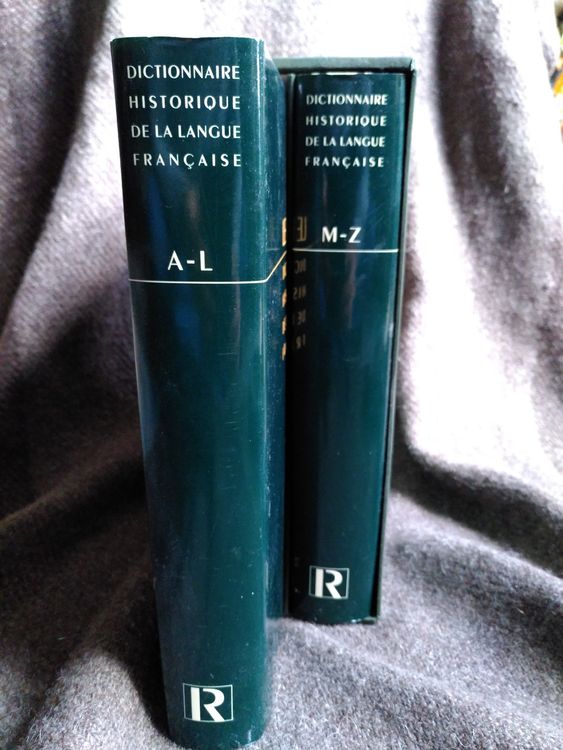 DICTIONNAIRE
HISTORIQUE
DE LA LANGUE
FRANÇAISE
A-L
R
DICTIONNAIRE
HISTORIQUE
DE LA LANGUE
FRANÇAISE
M-Z
R